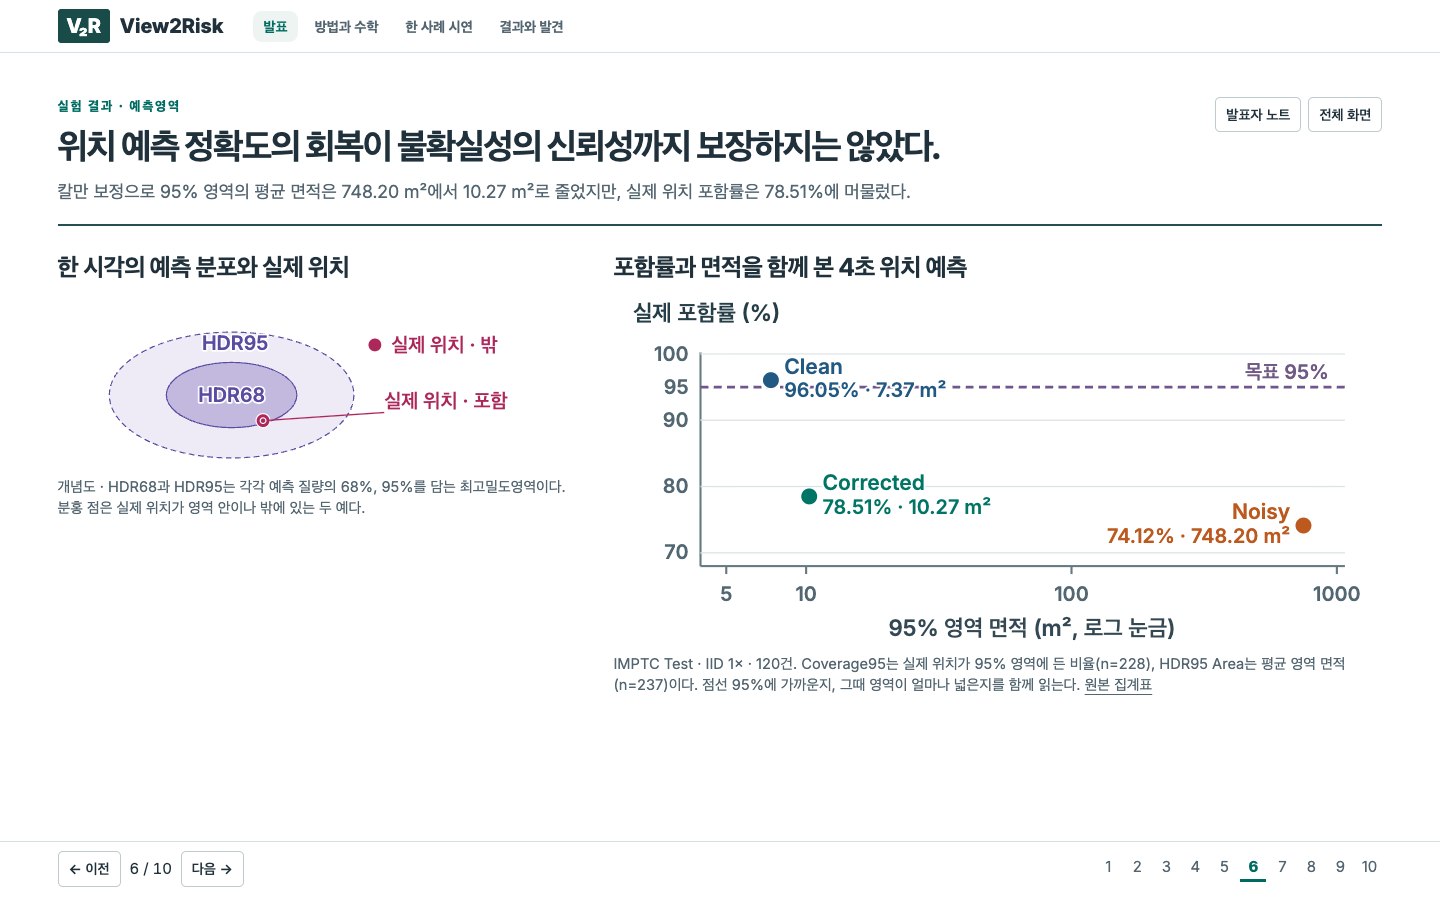 V2R View2Risk 발표 방법과 수학 한 사례 시연 결과와 발견
실험 결과 · 예측영역
발표자 노트 전체 화면
위치 예측 정확도의 회복이 불확실성의 신뢰성까지 보장하지는 않았다.
칼만 보정으로 95% 영역의 평균 면적은 748.20 m²에서 10.27 m²로 줄었지만, 실제 위치 포함률은 78.51%에 머물렀다.
한 시각의 예측 분포와 실제 위치
HDR95
실제 위치 · 밖
HDR68
실제 위치 · 포함
개념도 · HDR68과 HDR95는 각각 예측 질량의 68%, 95%를 담는 최고밀도영역이다.
분홍 점은 실제 위치가 영역 안이나 밖에 있는 두 예다.
포함률과 면적을 함께 본 4초 위치 예측
실제 포함률 (%)
100
95
90
80
70
Clean
96.05% · 7.37 m²
목표 95%
Corrected
78.51% · 10.27 m²
Noisy
74.12% · 748.20 m²
5 10 100 1000
95% 영역 면적 (m², 로그 눈금)
IMPTC Test · IID 1× · 120건. Coverage95는 실제 위치가 95% 영역에 든 비율(n=228), HDR95 Area는 평균 영역 면적
(n=237)이다. 점선 95%에 가까운지, 그때 영역이 얼마나 넓은지를 함께 읽는다. 원본 집계표
← 이전 6 / 10 다음 →
1 2 3 4 5 6 7 8 9 10